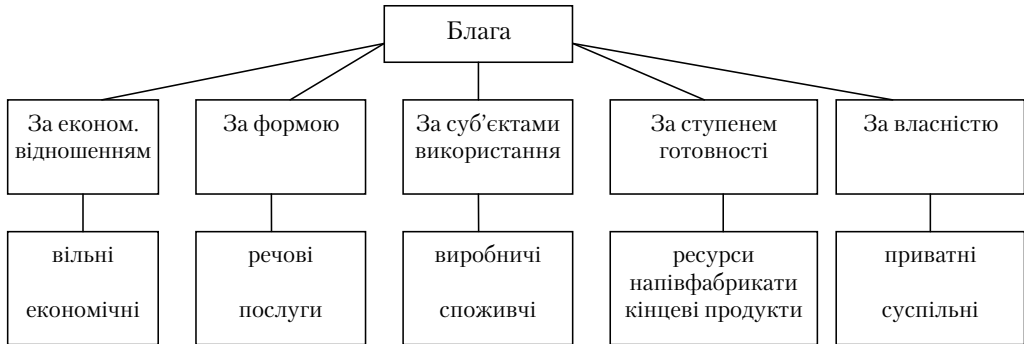 Блага
За економ.
відношенням
За формою
За суб’єктами
використання
За ступенем
готовності
За власністю
вільні
економічні
речові
послуги
виробничі
споживчі
ресурси
напівфабрикати
кінцеві продукти
приватні
суспільні